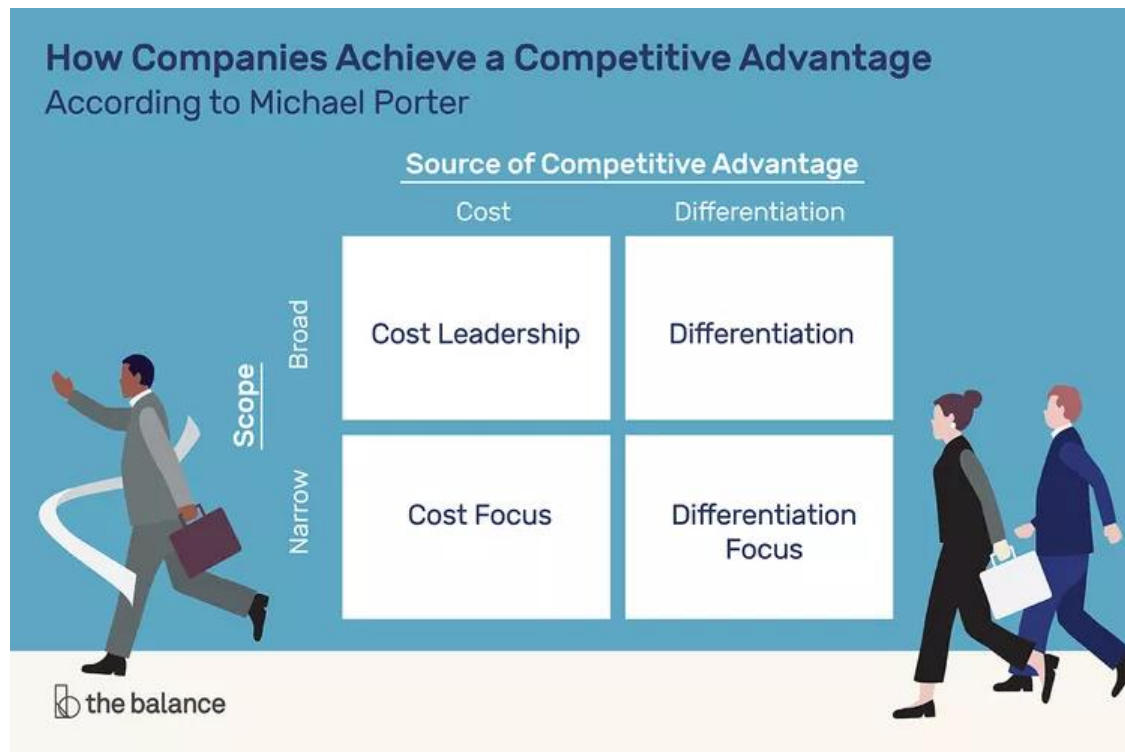 How Companies Achieve a Competitive Advantage
According to Michael Porter
Source of Competitive Advantage
Cost
Differentiation
Scope
Broad
Cost Leadership
Differentiation
Narrow
Cost Focus
Differentiation
Focus
the balance